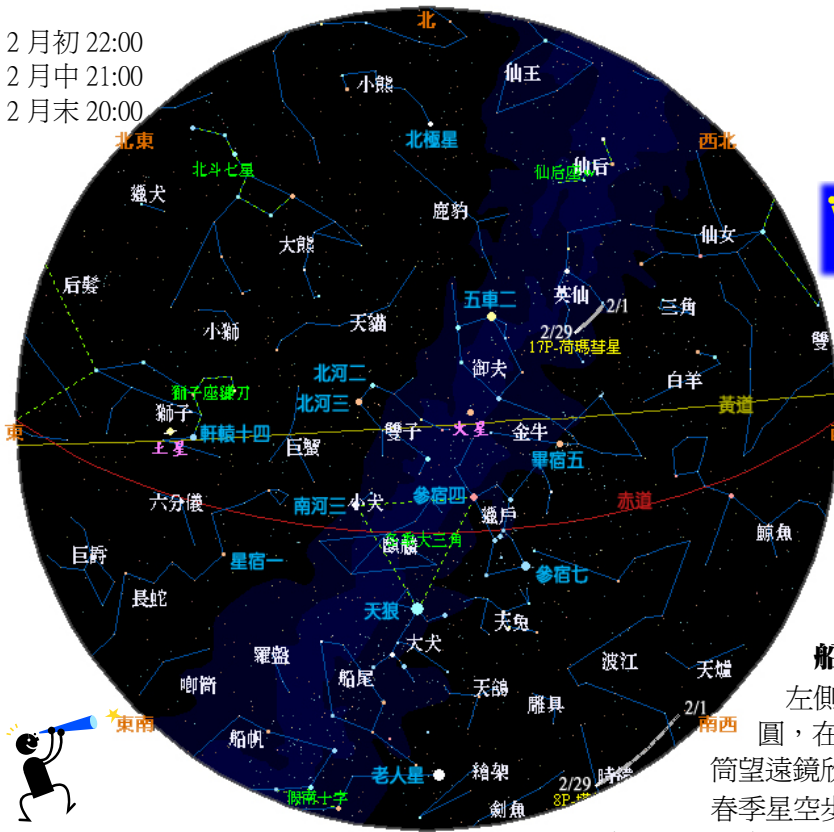 2 月初 22:00
2 月中 21:00
2 月末 20:00
北
仙王
小熊
北極星
北東
西北
北斗七星
仙后
仙后座
獵犬
鹿豹
仙女
大熊
后髮
五車二
英仙
2/1
三角
小獅
天貓
2/29
17P-荷瑪彗星
御夫
北河二
白羊
獅子座鐮刀
北河三
黃道
獅子
東
軒轅十四
土星
雙子
火星
金牛
巨蟹
畢宿五
六分儀
南河三
小犬
參宿四
獵戶
赤道
麒麟
大三角
鯨魚
巨爵
星宿一
參宿七
長蛇
天狼
天兔
大犬
羅盤
波江
天爐
唧筒
船尾
天鴿
雕具
2/1
東南
南西
船帆
老人星
繪架
2/29
時鐘
假南十字
劍魚
8P-
船
左側
圓，在
筒望遠鏡欣
春季星空步